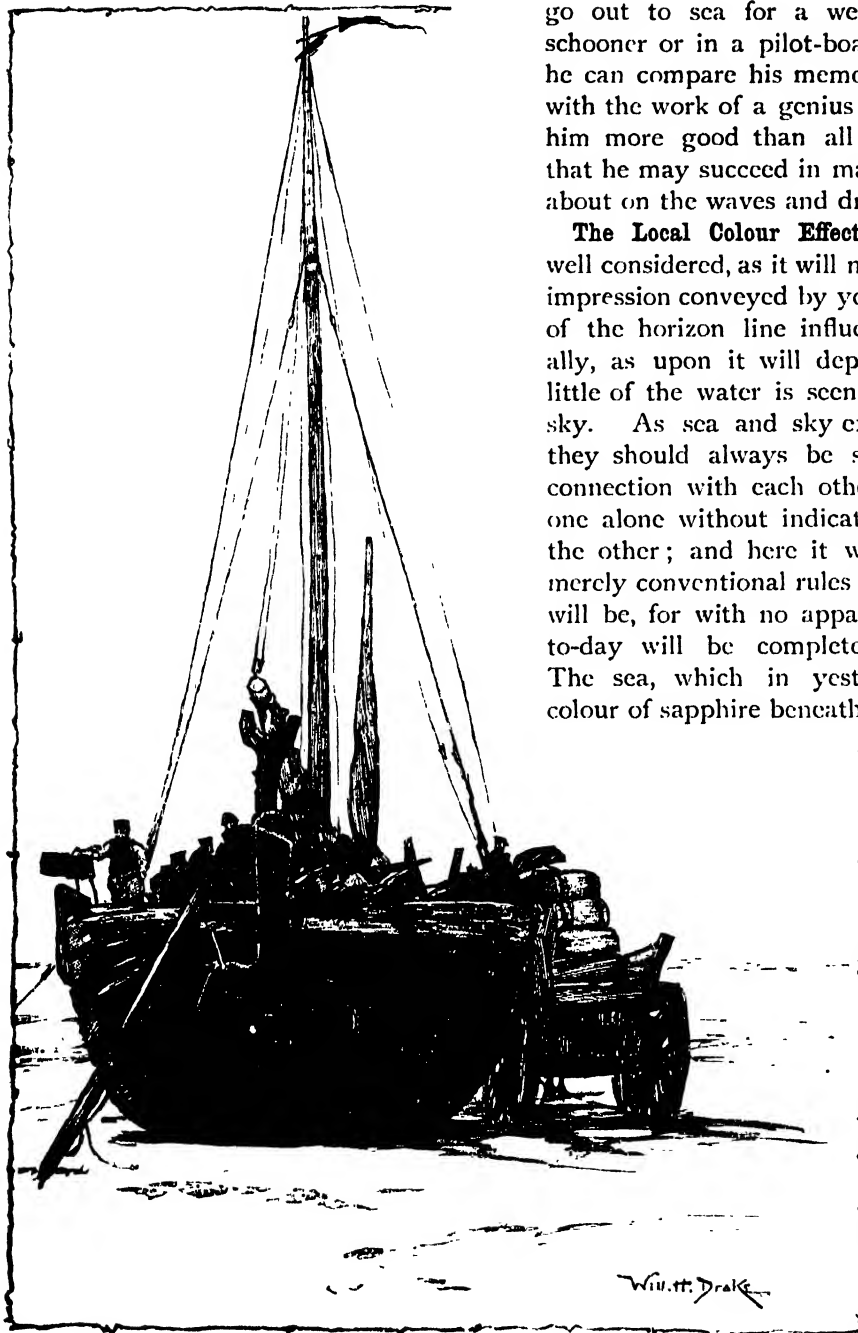 go out to sea for a we
schooner or in a pilot-boa
he can compare his memo
with the work of a genius
him more good than all
that he may succeed in ma
about on the waves and dr
The Local Colour Effect
well considered, as it will n
impression conveyed by yo
of the horizon line influe
ally, as upon it will dep
little of the water is seen
sky. As sea and sky e
they should always be s
connection with each othe
one alone without indicat
the other; and here it w
merely conventional rules
will be, for with no appa
to-day will be complete
The sea, which in yest
colour of sapphire beneath
Will. H. Drake